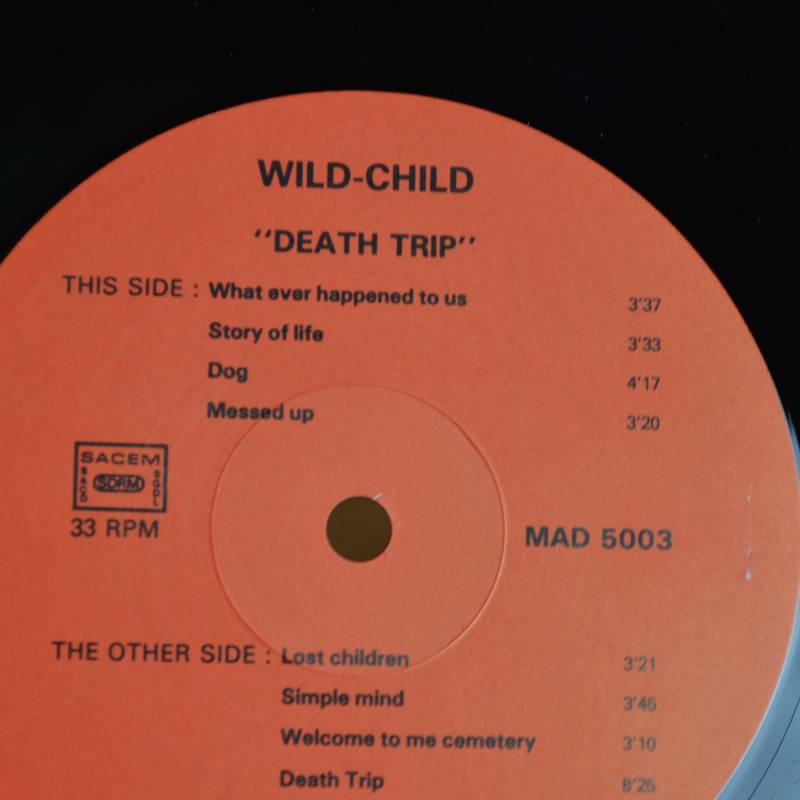 WILD-CHILD
"DEATH TRIP"
THIS SIDE : What ever happened to us 3'37
Story of life 3'33
Dog 4'17
Messed up 3'20
SACEM
SACD SDRM SGDL
33 RPM
MAD 5003
THE OTHER SIDE : Lost children 3'21
Simple mind 3'45
Welcome to me cemetery 3'10
Death Trip 8'25